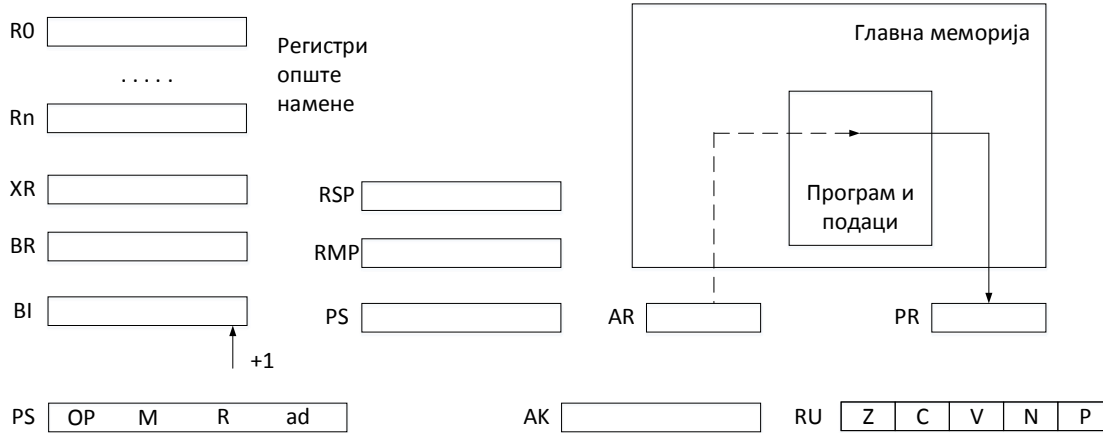 R0
Регистри
опште
намене
. . . . .
Rn
XR
BR
BI
+1
RSP
RMP
PS
Главна меморија
Програм и
подаци
AR
PR
PS OP M R ad
AK
RU Z C V N P